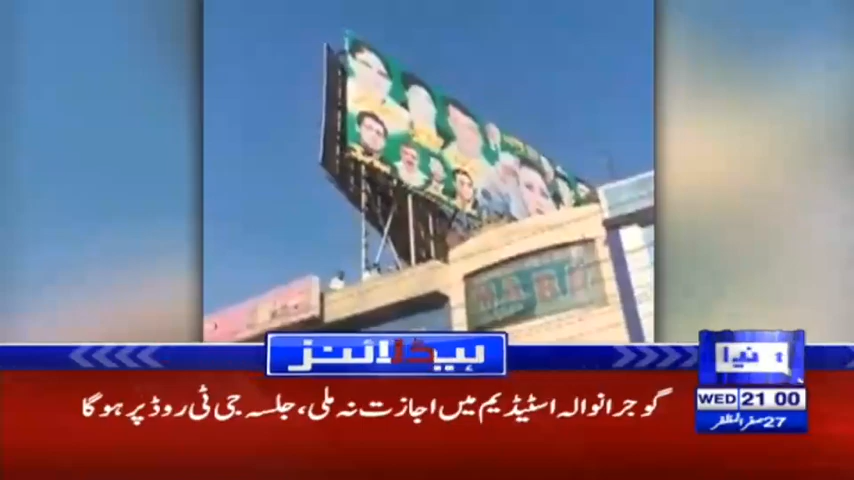 ہیڈلائنز
دنیا
WED 21 00
27 صفر المظفر
گوجرانوالہ اسٹیڈیم میں اجازت نہ ملی، جلسہ جی ٹی روڈ پر ہوگا